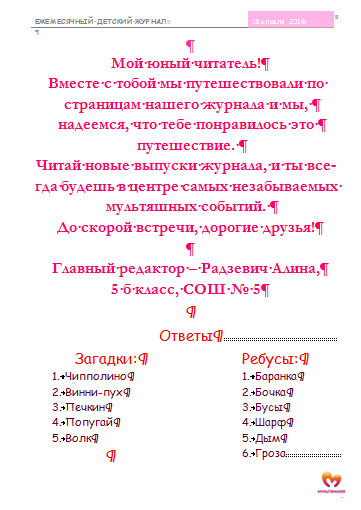 ЕЖЕМЕСЯЧНЫЙ ДЕТСКИЙ ЖУРНАЛ
15 апреля 2014г
Мой юный читатель!
Вместе с тобой мы путешествовали по
страницам нашего журнала и мы,
надеемся, что тебе понравилось это
путешествие.
Читай новые выпуски журнала, и ты все-
гда будешь в центре самых незабываемых
мультяшных событий.
До скорой встречи, дорогие друзья!
Главный редактор – Радзевич Алина,
5 б класс, СОШ № 5
Ответы
Загадки:
1. Чипполино
2. Винни-пух
3. Печкин
4. Попугай
5. Волк
Ребусы:
1. Баранка
2. Бочка
3. Бусы
4. Шарф
5. Дым
6. Гроза